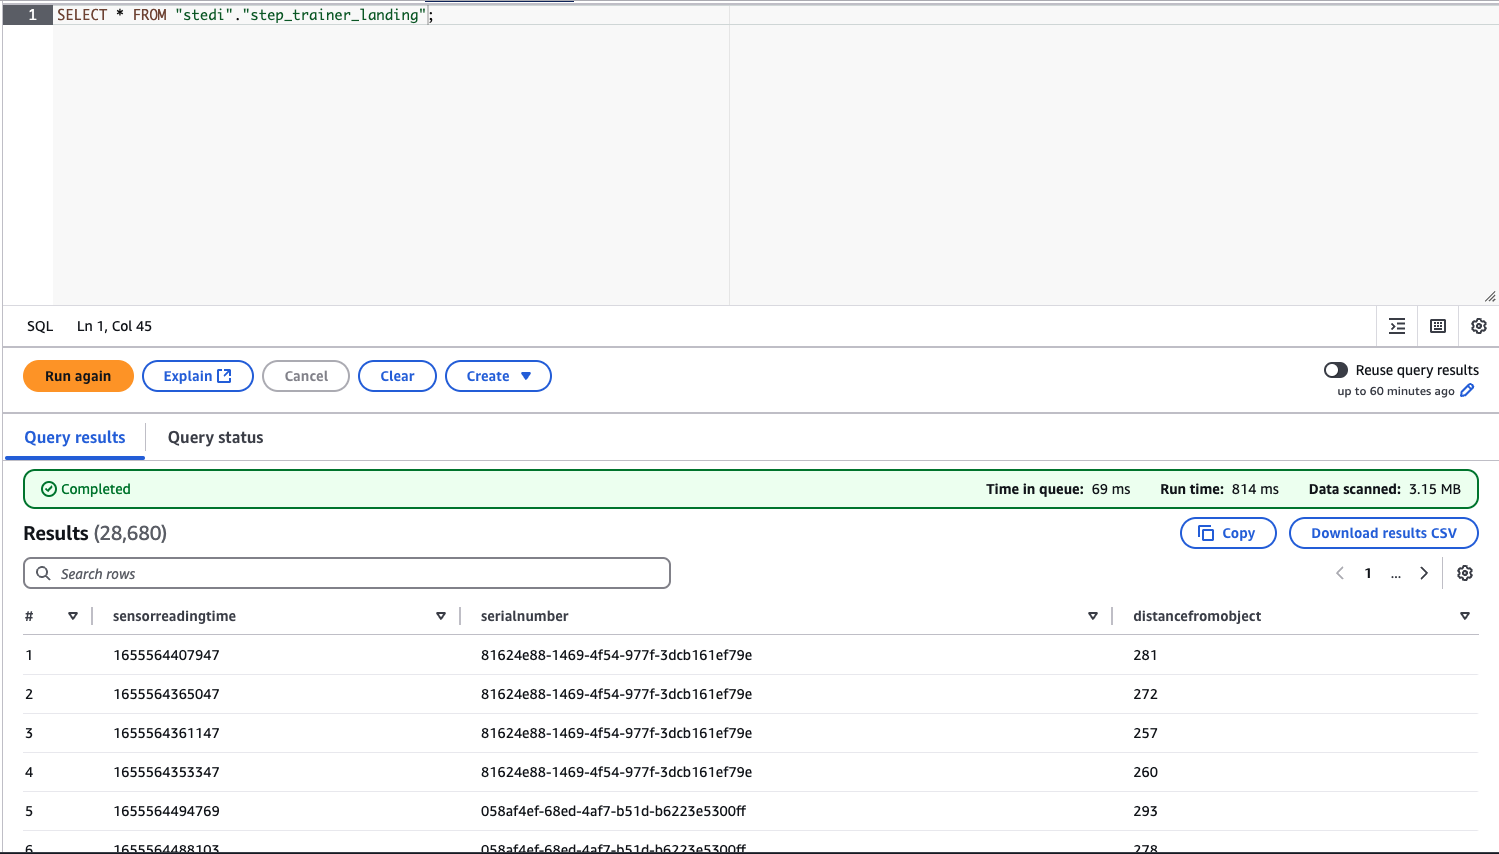 1 SELECT * FROM "stedi"."step_trainer_landing";
SQL Ln 1, Col 45
Run again Explain Cancel Clear Create Reuse query results
up to 60 minutes ago
Query results Query status
Completed Time in queue: 69 ms Run time: 814 ms Data scanned: 3.15 MB
Results (28,680) Copy Download results CSV
Search rows 1 ...
# sensorreadingtime serialnumber distancefromobject
1 1655564407947 81624e88-1469-4f54-977f-3dcb161ef79e 281
2 1655564365047 81624e88-1469-4f54-977f-3dcb161ef79e 272
3 1655564361147 81624e88-1469-4f54-977f-3dcb161ef79e 257
4 1655564353347 81624e88-1469-4f54-977f-3dcb161ef79e 260
5 1655564494769 058af4ef-68ed-4af7-b51d-b6223e5300ff 293
6 1655564488103 058af4ef-68ed-4af7-b51d-b6223e5300ff 278